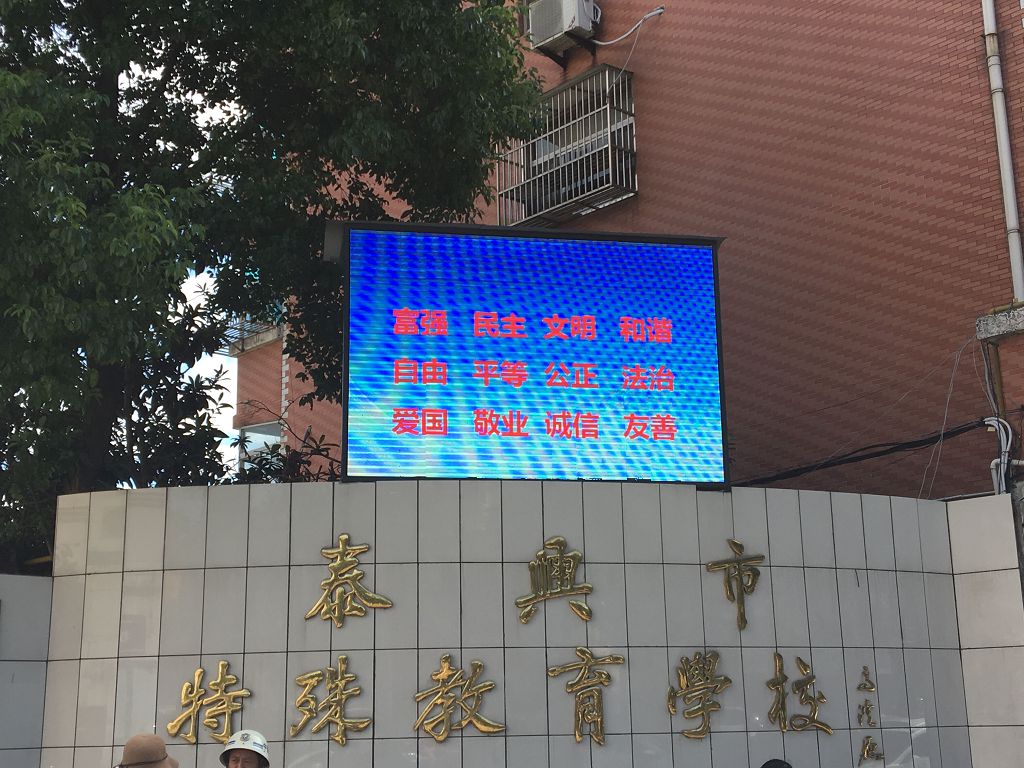 富强 民主 文明 和谐
自由 平等 公正 法治
爱国 敬业 诚信 友善
泰興市
特殊教育學校